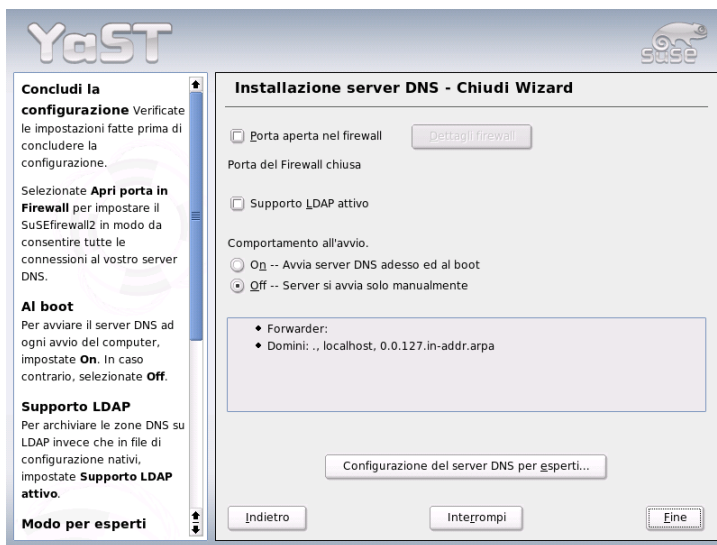 YaST
SUSE
Concludi la
configurazione Verificate
le impostazioni fatte prima di
concludere la
configurazione.
Selezionate Apri porta in
Firewall per impostare il
SuSEfirewall2 in modo da
consentire tutte le
connessioni al vostro server
DNS.
Al boot
Per avviare il server DNS ad
ogni avvio del computer,
impostate On. In caso
contrario, selezionate Off.
Supporto LDAP
Per archiviare le zone DNS su
LDAP invece che in file di
configurazione nativi,
impostate Supporto LDAP
attivo.
Modo per esperti
Installazione server DNS - Chiudi Wizard
Porta aperta nel firewall
Dettagli firewall
Porta del Firewall chiusa
Supporto LDAP attivo
Comportamento all'avvio.
On -- Avvia server DNS adesso ed al boot
Off -- Server si avvia solo manualmente
◆ Forwarder:
◆ Domini: ., localhost, 0.0.127.in-addr.arpa
Configurazione del server DNS per esperti...
Indietro
Interrompi
Fine